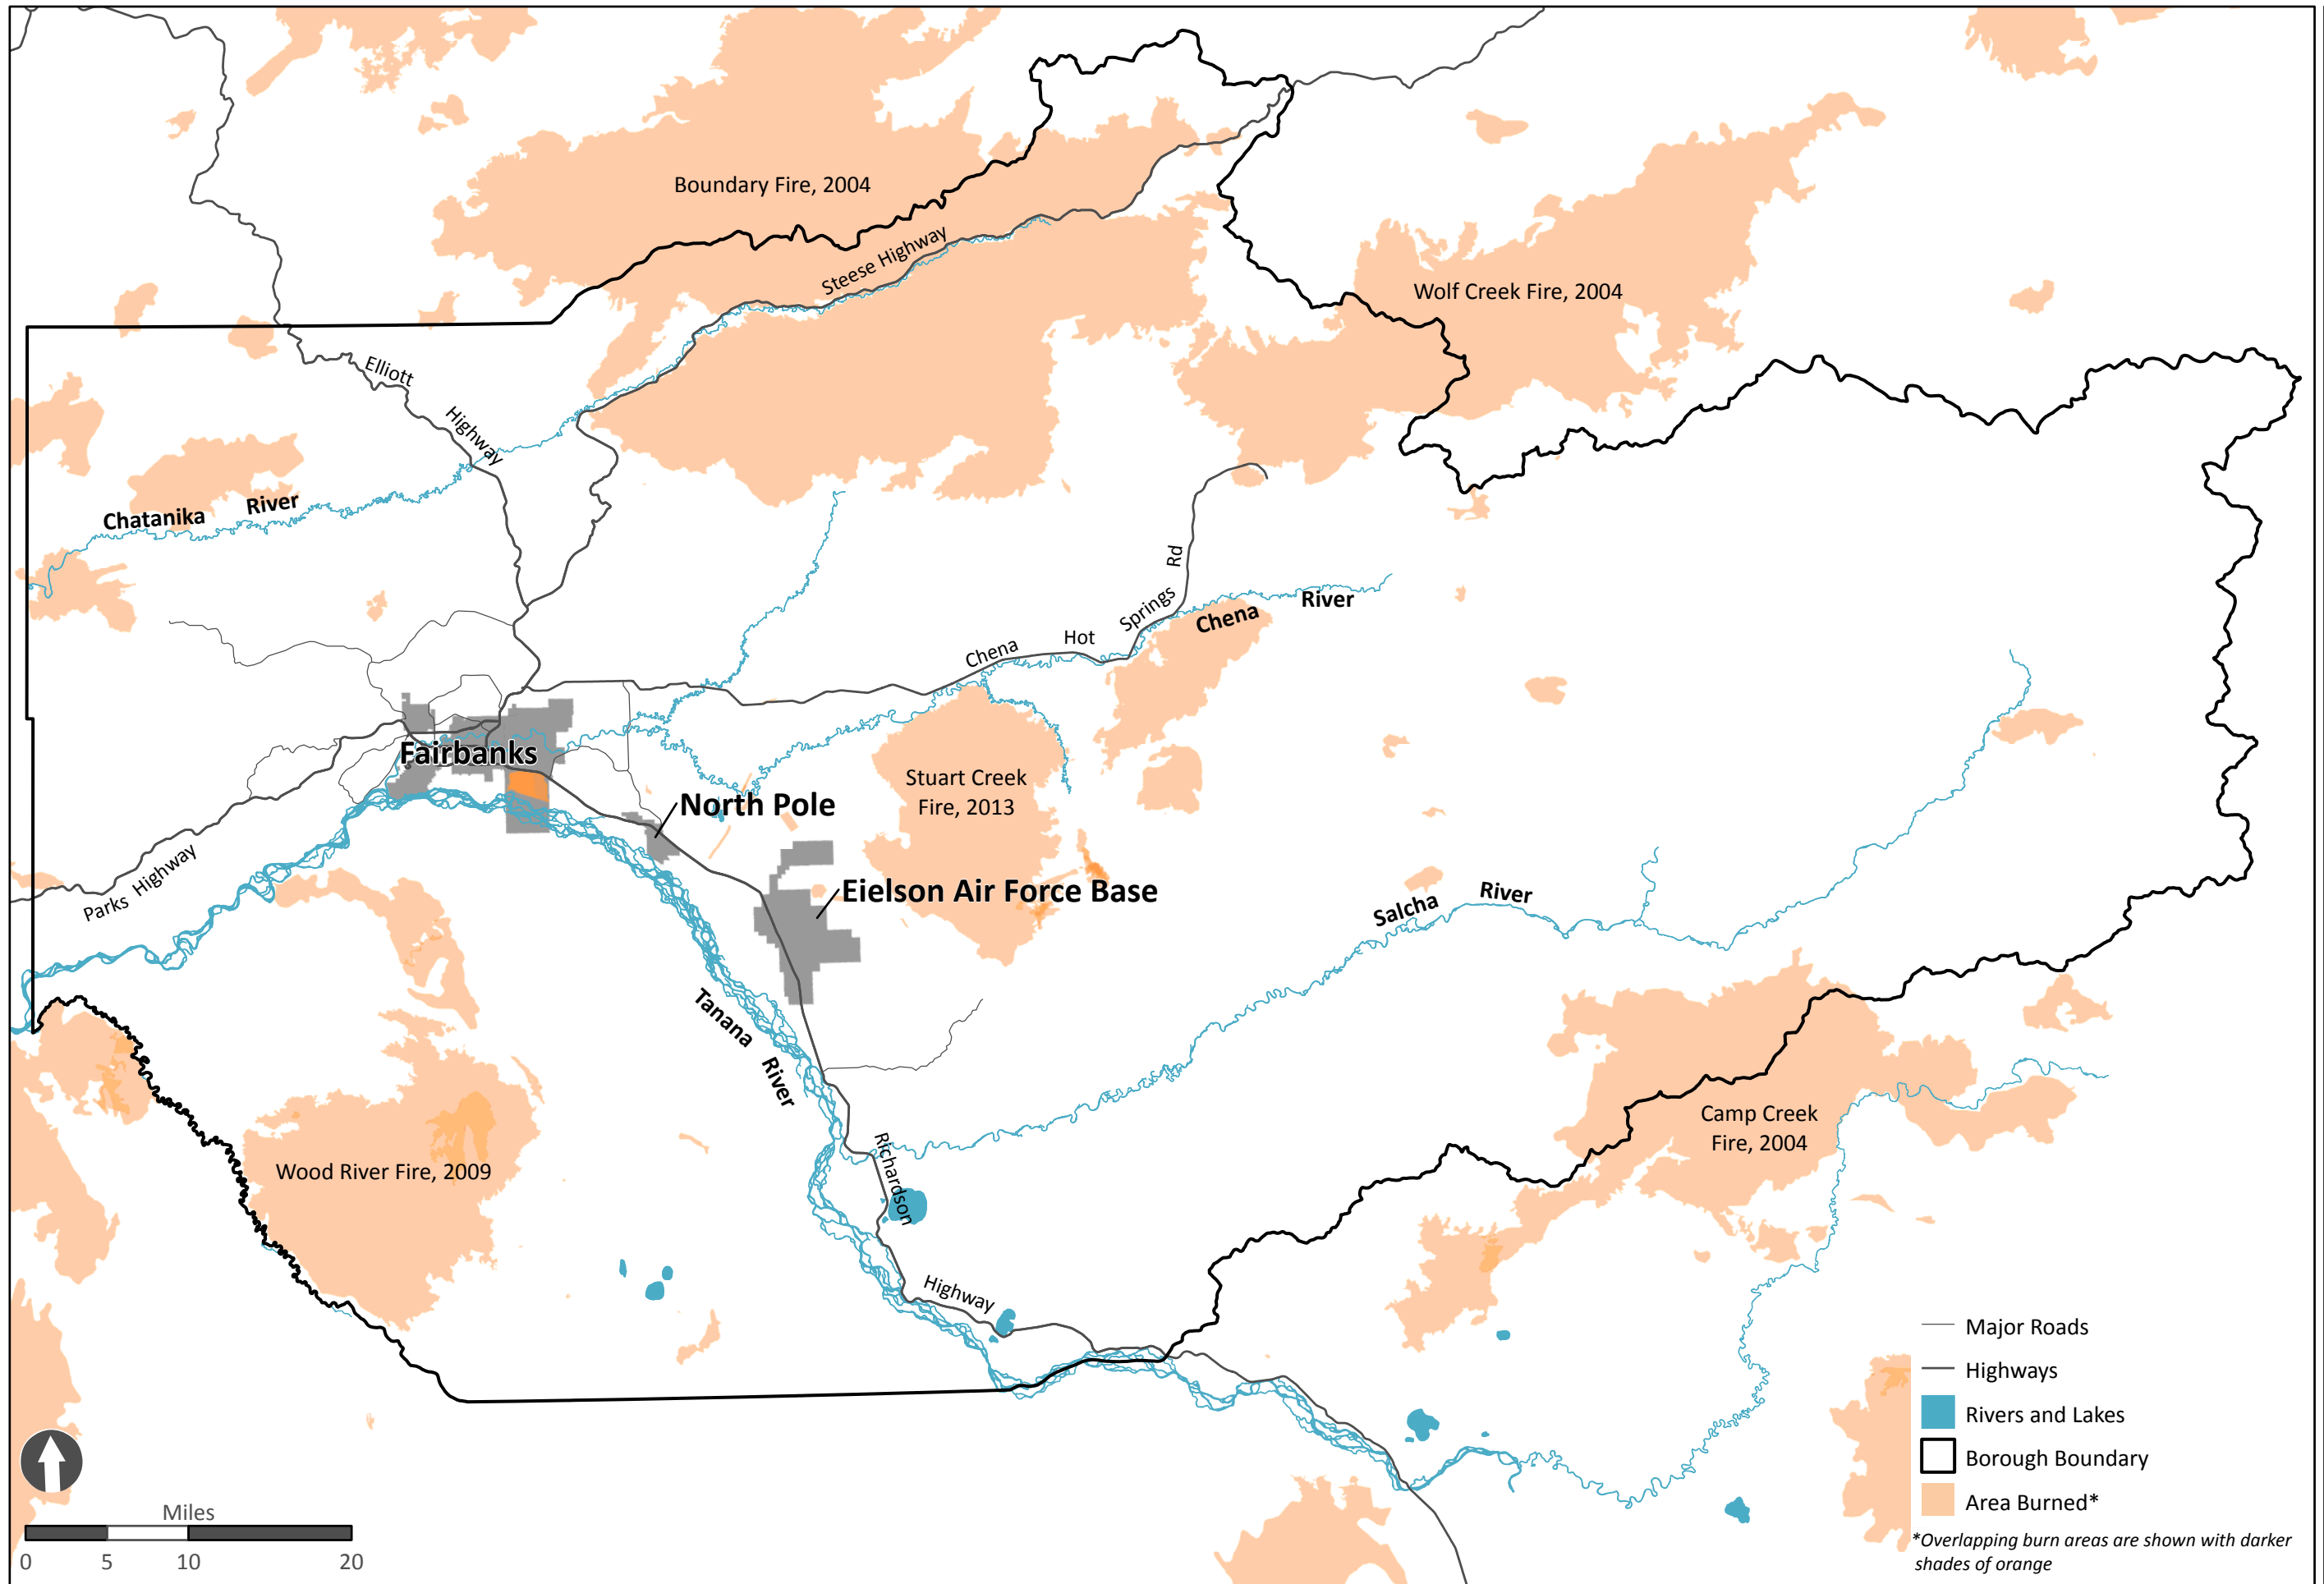 Boundary Fire, 2004
Steese Highway
Wolf Creek Fire, 2004
Elliott
Highway
Chatanika River
Rd
Springs
Hot
Chena
Chena River
Fairbanks
Stuart Creek
Fire, 2013
North Pole
Eielson Air Force Base
Parks Highway
Salcha River
Tanana River
Richardson
Highway
Wood River Fire, 2009
Camp Creek
Fire, 2004
Major Roads
Highways
Rivers and Lakes
Borough Boundary
Area Burned*
*Overlapping burn areas are shown with darker
shades of orange
Miles
0 5 10 20